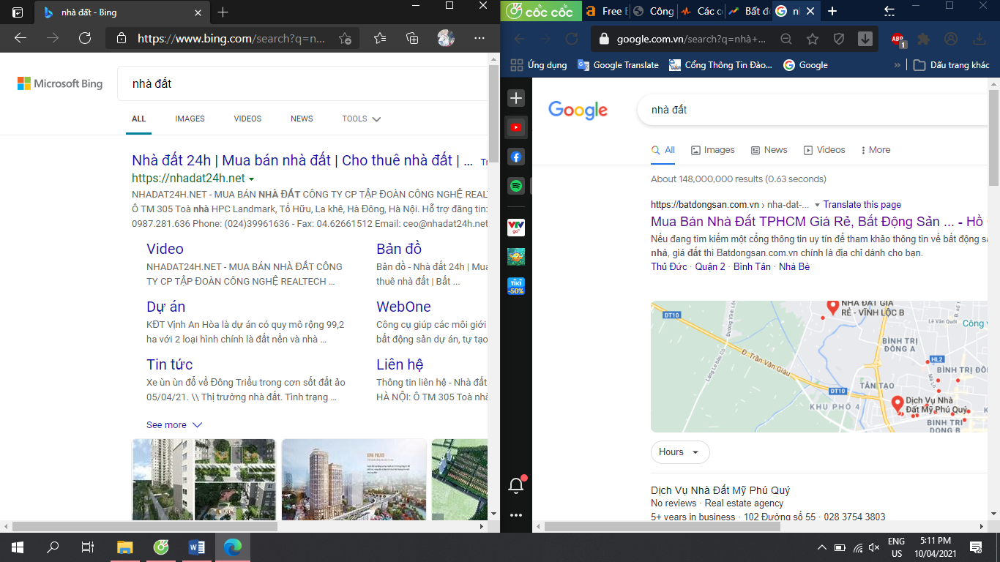 nhà đất - Bing
https://www.bing.com/search?q=n...
Microsoft Bing
nhà đất
ALL IMAGES VIDEOS NEWS TOOLS
Nhà đất 24h | Mua bán nhà đất | Cho thuê nhà đất | ...
https://nhadat24h.net
NHADAT24H.NET - MUA BÁN NHÀ ĐẤT CÔNG TY CP TẬP ĐOÀN CÔNG NGHỆ REALT
Ô TM 305 Toà nhà HPC Landmark, Tố Hữu, La khê, Hà Đông, Hà Nội. Hỗ trợ đăng tin:
0987.281.636 Phone: (024)39961636 - Fax: 04.62661512 Email: ceo@nhadat24h.net
Video
NHADAT24H.NET - MUA BÁN NHÀ ĐẤT CÔNG
TY CP TẬP ĐOÀN CÔNG NGHỆ REALTECH ...
Bản đồ
Bản đồ - Nhà đất 24h | Mua
thuê nhà đất | Bất ...
Dự án
KĐT Vịnh An Hòa là dự án có quy mô rộng 99,2
ha với 2 loại hình chính là đất nền và nhà ...
WebOne
Công cụ giúp các môi giới
bất động sản dự án, tự tạo
Tin tức
Xe ùn ùn đổ về Đông Triều trong cơn sốt đất ảo
05/04/21. \\ Thị trường nhà đất. Tình trạng ...
Liên hệ
Thông tin liên hệ - Nhà đất
HÀ NỘI: Ô TM 305 Toà nhà
See more
cốc cốc
Free E
Công
Các c
Bất đ
google.com.vn/search?q=nhà+...
ABP
1
Ứng dụng
Google Translate
Cổng Thông Tin Đào...
Google
»
Dấu trang khác
VTV
go
TIKI
-50%
Google
nhà đất
All Images News Videos More
About 148,000,000 results (0.63 seconds)
https://batdongsan.com.vn › nha-dat-... Translate this page
Mua Bán Nhà Đất TPHCM Giá Rẻ, Bất Động Sản ... - Hồ
Nếu đang tìm kiếm một cổng thông tin uy tín để tham khảo thông tin về bất động sả
nhà, giá đất thì Batdongsan.com.vn chính là địa chỉ dành cho bạn.
Thủ Đức · Quận 2 · Bình Tân · Nhà Bè
NHÀ ĐẤT GIÁ
RẺ - VĨNH LỘC B
ĐT10
Đường Vĩnh Lộc
Lê Văn Quới
Công v
BÌNH TRỊ
ĐÔNG A
Đ. Trần Văn Giàu
Láng Le bàu Cò
HL2
Mã Lò
BÌNH TRỊ ĐÔ
TÂN TẠO
ĐT10
KHU PHỐ 4
Dịch Vụ Nhà
Đất Mỹ Phú Quý
BÌNH TRỊ
ĐÔNG B
Hours
Dịch Vụ Nhà Đất Mỹ Phú Quý
No reviews · Real estate agency
5+ years in business · 102 Đường số 55 · 028 3754 3803
ENG
US
5:11 PM
10/04/2021